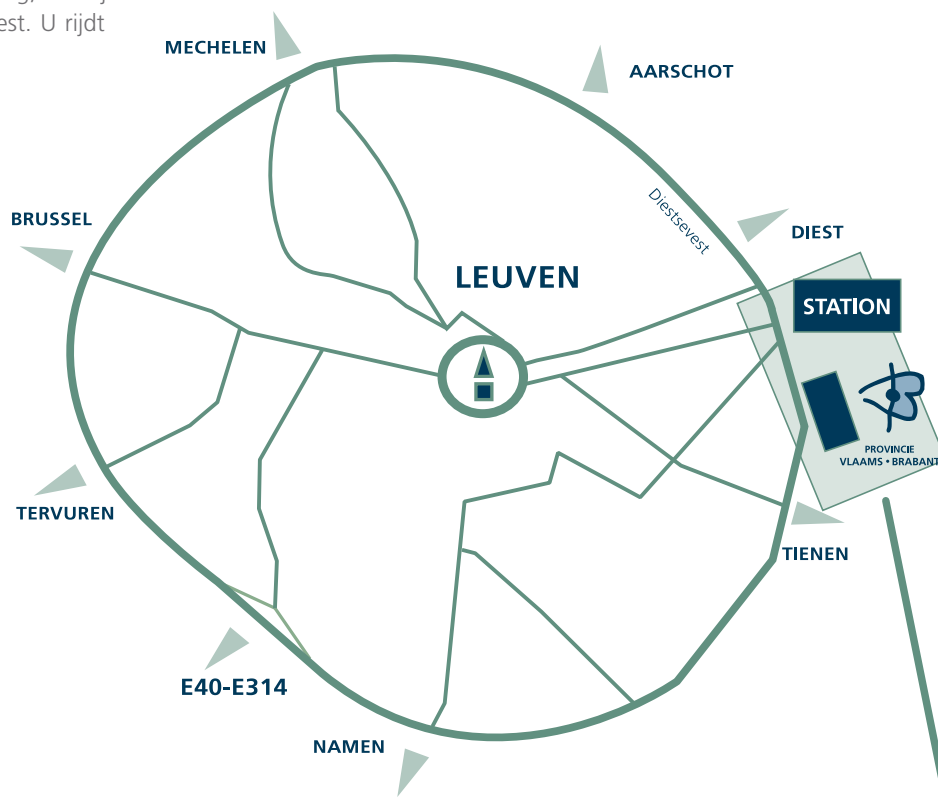 est. U rijdt
MECHELEN
AARSCHOT
Diestsevest
BRUSSEL
DIEST
LEUVEN
STATION
PROVINCIE
VLAAMS • BRABANT
TERVUREN
TIENEN
E40-E314
NAMEN